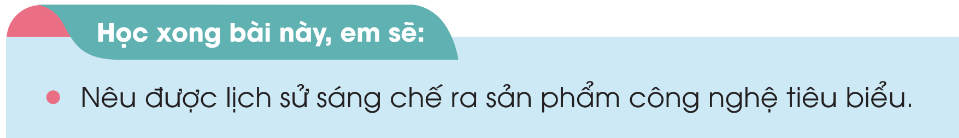 Học xong bài này, em sẽ:
Nêu được lịch sử sáng chế ra sản phẩm công nghệ tiêu biểu.